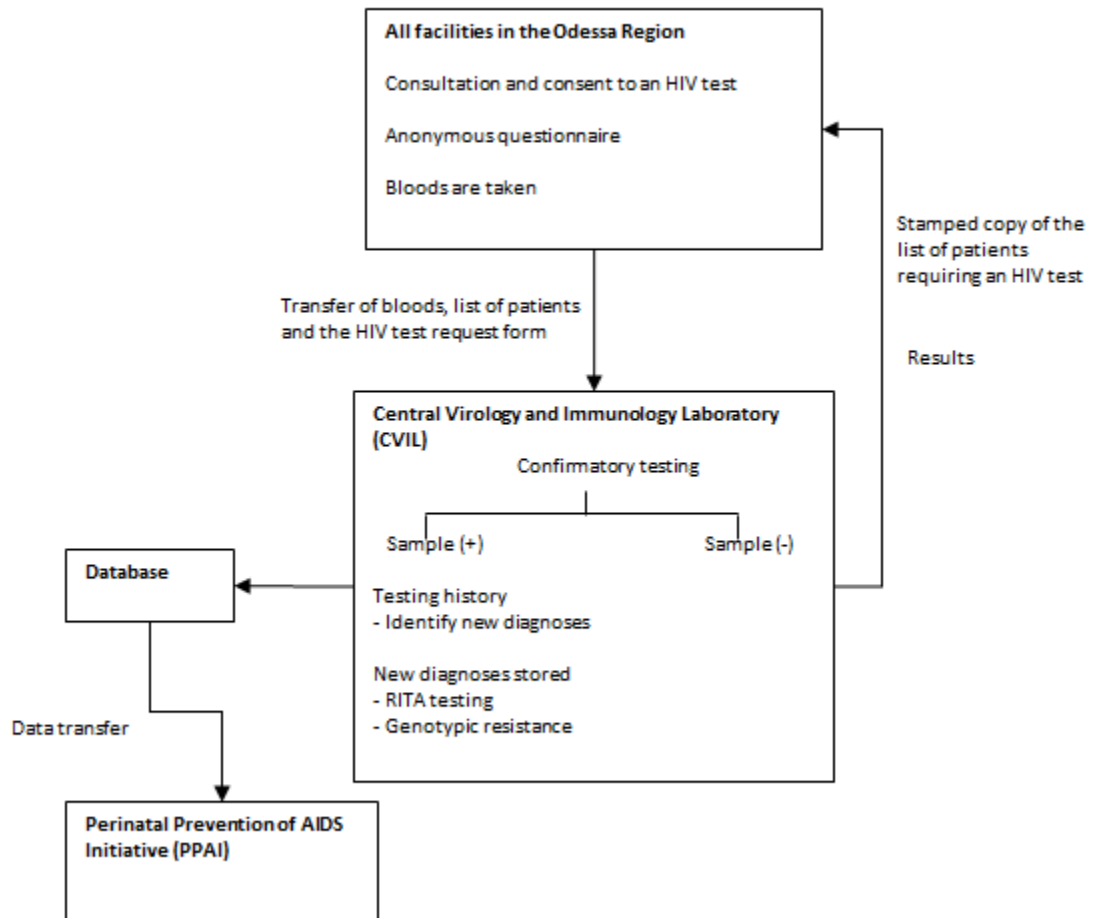 All facilities in the Odessa Region
Consultation and consent to an HIV test
Anonymous questionnaire
Bloods are taken
Stamped copy of the
list of patients
requiring an HIV test
Results
Transfer of bloods, list of patients
and the HIV test request form
Central Virology and Immunology Laboratory
(CVIL)
Confirmatory testing
Sample (+)
Sample (-)
Testing history
- Identify new diagnoses
New diagnoses stored
- RITA testing
- Genotypic resistance
Database
Data transfer
Perinatal Prevention of AIDS
Initiative (PPAI)